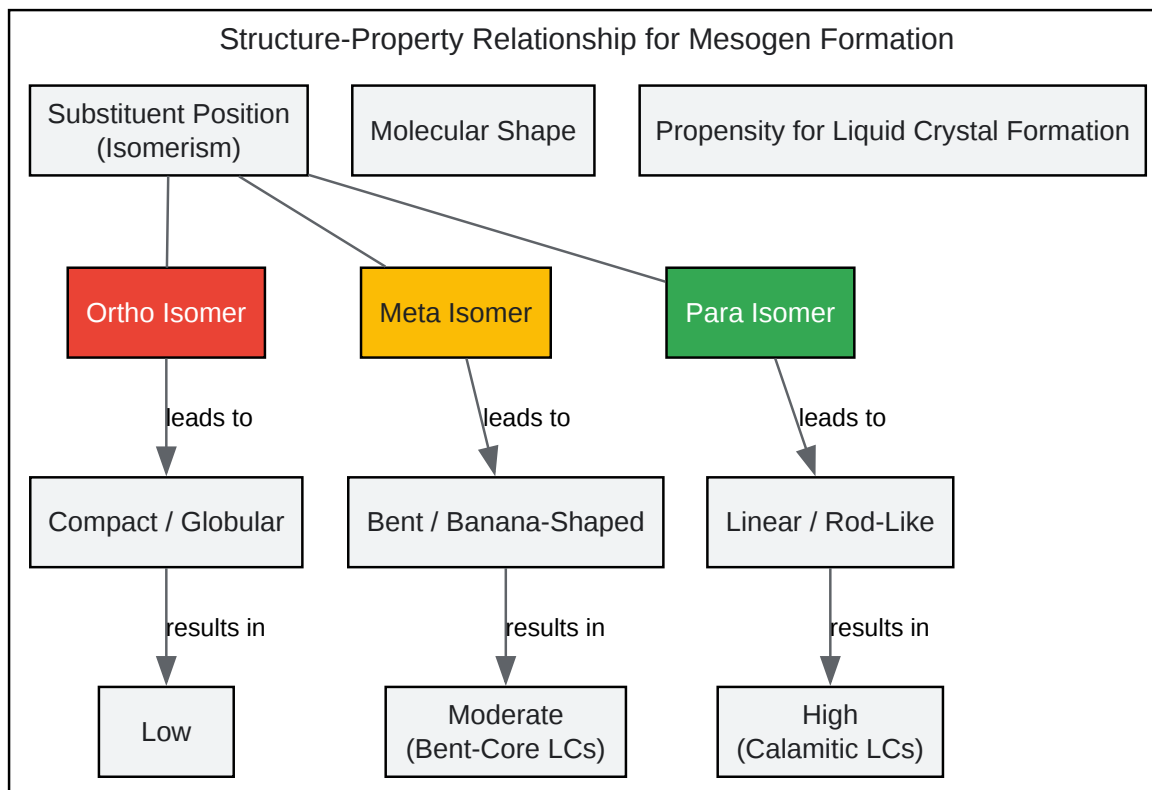 Structure-Property Relationship for Mesogen Formation
Substituent Position
(Isomerism)
Molecular Shape
Propensity for Liquid Crystal Formation
Ortho Isomer
Meta Isomer
Para Isomer
leads to
leads to
leads to
Compact / Globular
Bent / Banana-Shaped
Linear / Rod-Like
results in
results in
results in
Low
Moderate
(Bent-Core LCs)
High
(Calamitic LCs)